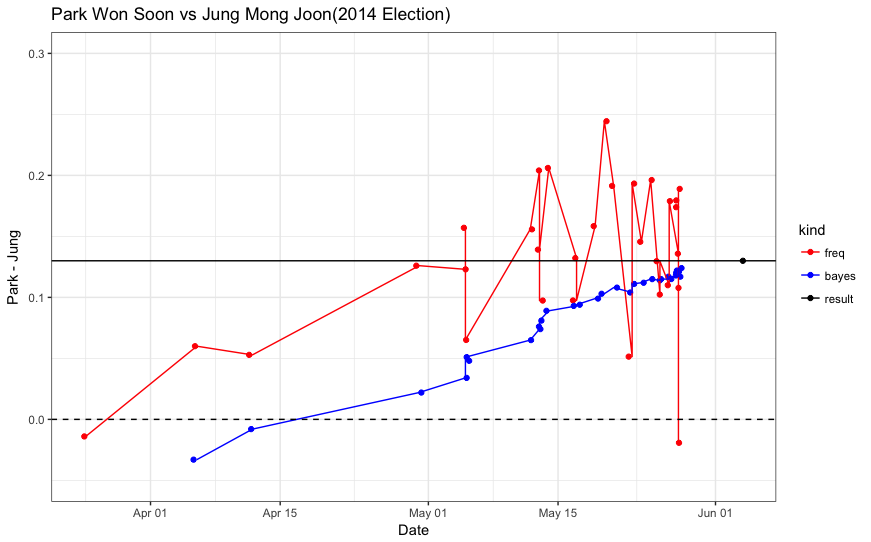 Park Won Soon vs Jung Mong Joon(2014 Election)
0.3
0.2
0.1
0.0
Park - Jung
Apr 01
Apr 15
May 01
May 15
Jun 01
Date
kind
freq
bayes
result